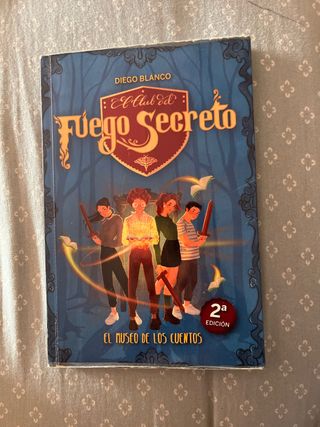 DIEGO BLANCO
El Club del
FUEGO SECRETO
2ª
EDICIÓN
EL MUSEO DE LOS CUENTOS